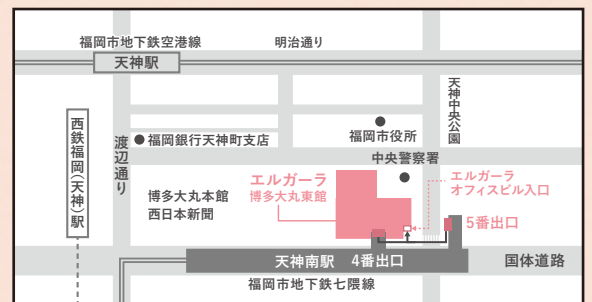 福岡市地下鉄空港線
明治通り
天神駅
天神中央公園
西鉄福岡(天神)駅
渡辺通り
福岡銀行天神町支店
福岡市役所
中央警察署
エルガーラ
博多大丸東館
エルガーラ
オフィスビル入口
博多大丸本館
西日本新聞
5番出口
天神南駅
4番出口
国体道路
福岡市地下鉄七隈線